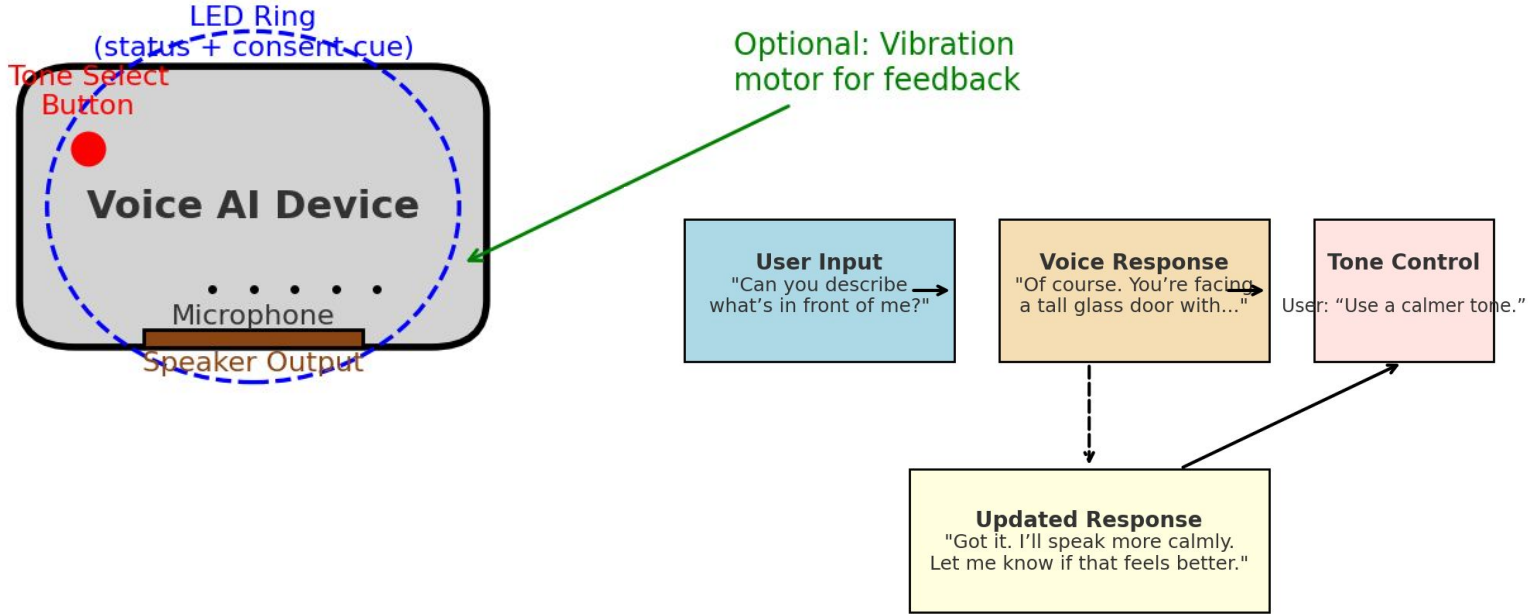 LED Ring
(status + consent cue)
Tone Select
Button
Voice AI Device
Microphone
Speaker Output
Optional: Vibration
motor for feedback
User Input
"Can you describe
what’s in front of me?"
Voice Response
"Of course. You’re facing
a tall glass door with..."
Tone Control
User: “Use a calmer tone.”
Updated Response
"Got it. I’ll speak more calmly.
Let me know if that feels better."